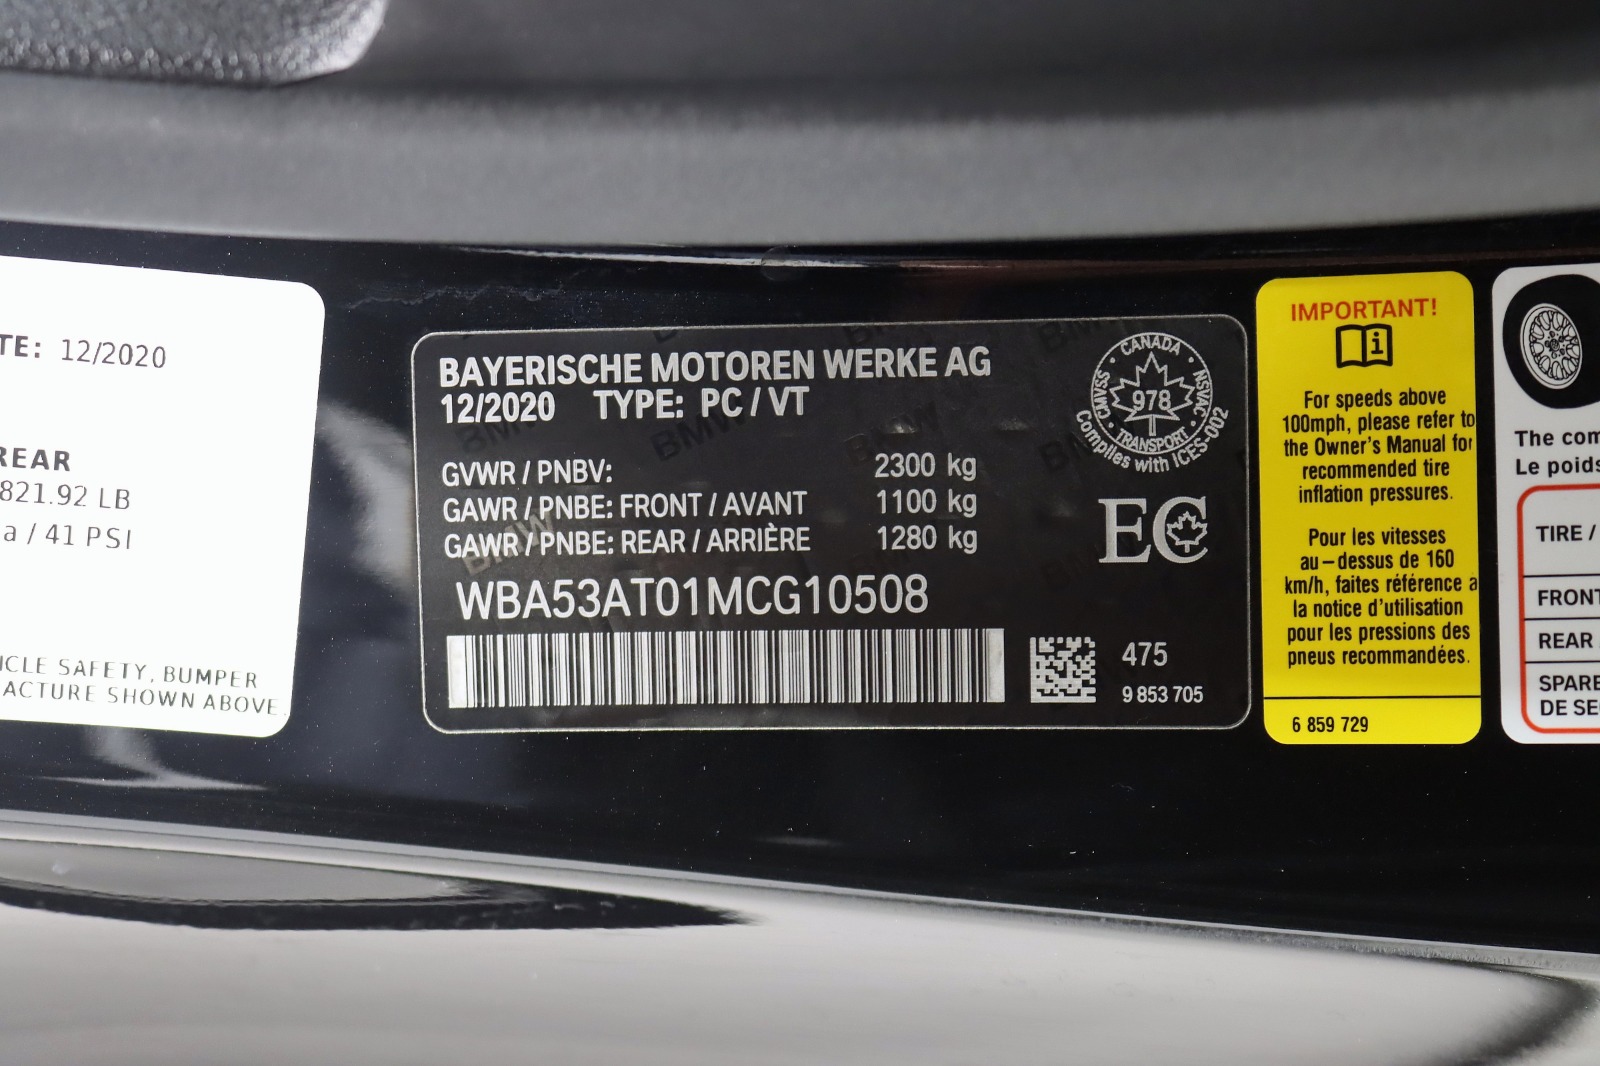 TE: 12/2020
REAR
821.92 LB
a / 41 PSI
ICLE SAFETY, BUMPER
ACTURE SHOWN ABOVE.
BAYERISCHE MOTOREN WERKE AG
12/2020 TYPE: PC / VT
GVWR / PNBV: 2300 kg
GAWR / PNBE: FRONT / AVANT 1100 kg
GAWR / PNBE: REAR / ARRIÈRE 1280 kg
WBA53AT01MCG10508
475
9 853 705
CANADA
CMVSS
978
NSVAC
TRANSPORT
Complies with ICES-002
EC
IMPORTANT!
i
For speeds above
100mph, please refer to
the Owner's Manual for
recommended tire
inflation pressures.
Pour les vitesses
au–dessus de 160
km/h, faites référence a
la notice d'utilisation
pour les pressions des
pneus recommandées.
6 859 729
The com
Le poids
TIRE /
FRONT
REAR
SPARE
DE SE
BMW
BMW
BMW
BMW